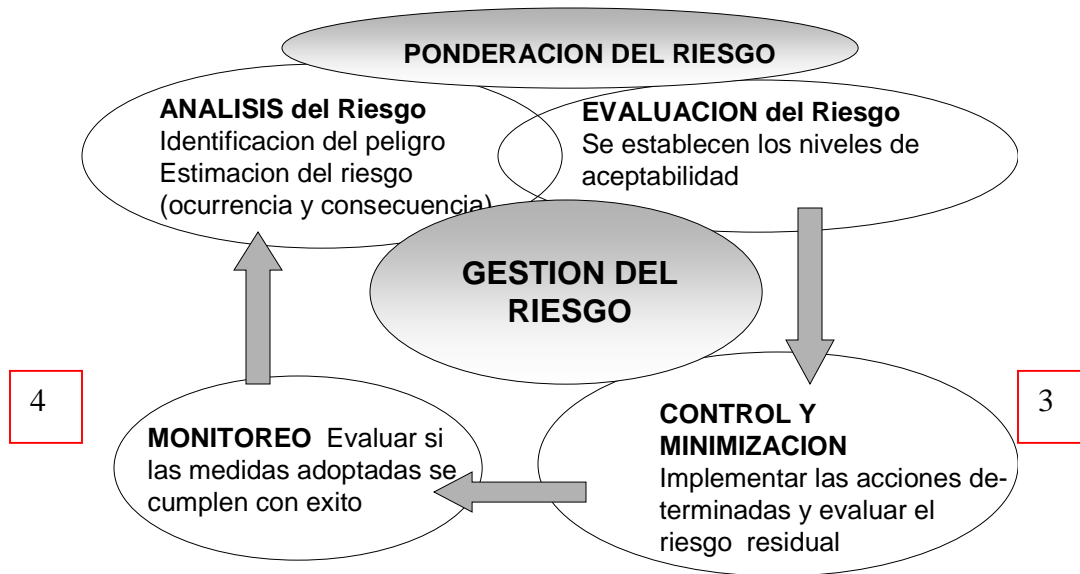 PONDERACION DEL RIESGO
ANALISIS del Riesgo
Identificacion del peligro
Estimacion del riesgo
(ocurrencia y consecuencia)
EVALUACION del Riesgo
Se establecen los niveles de
aceptabilidad
GESTION DEL
RIESGO
4
MONITOREO Evaluar si
las medidas adoptadas se
cumplen con exito
CONTROL Y
MINIMIZACION
Implementar las acciones de-
terminadas y evaluar el
riesgo residual
3